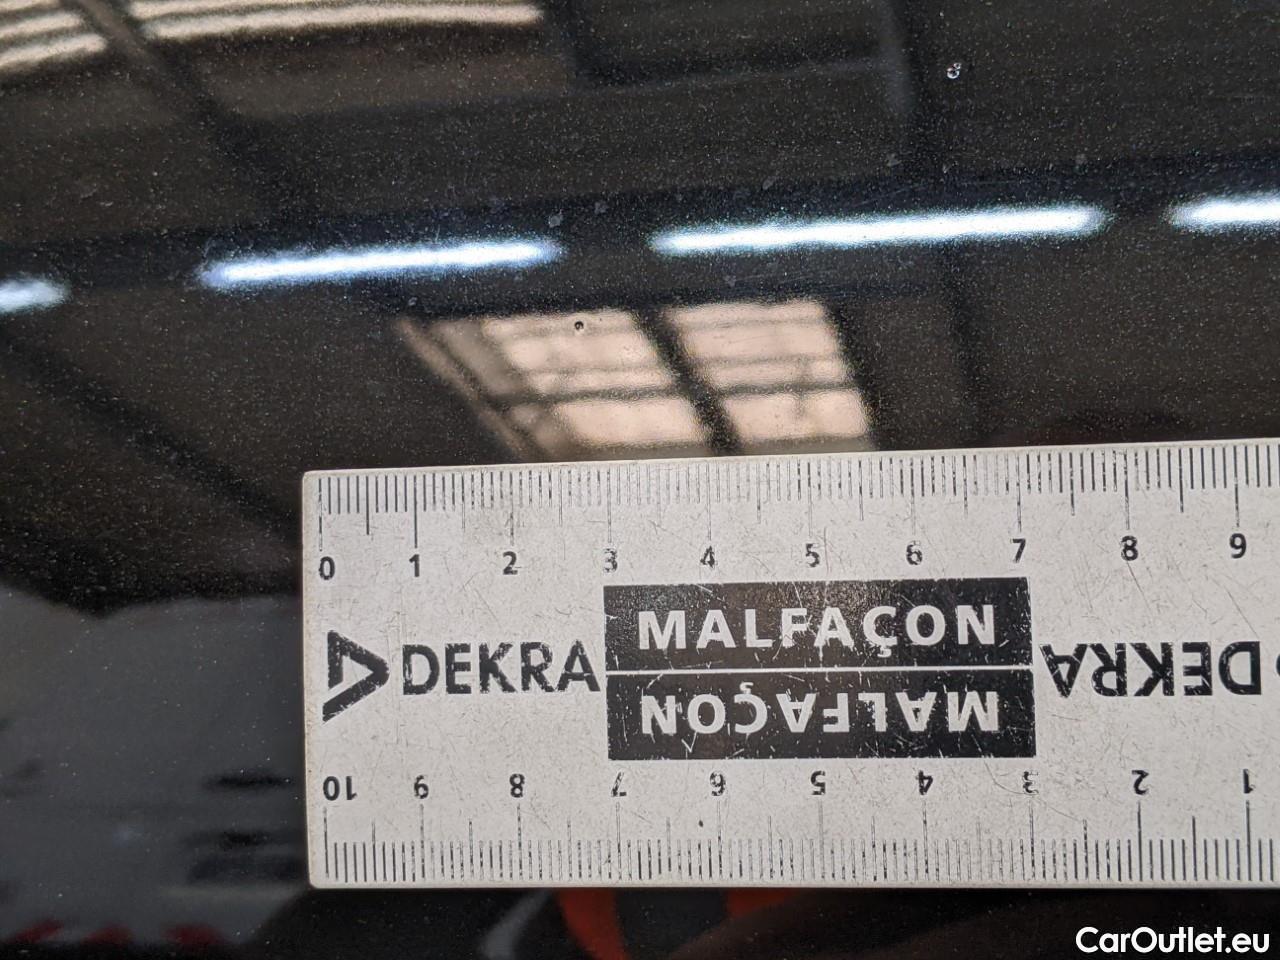 0 1 2 3 4 5 6 7 8 9
DEKRA MALFAÇON DEKRA
MALFAÇON
10 9 8 7 6 5 4 3 2 1
CarOutlet.eu